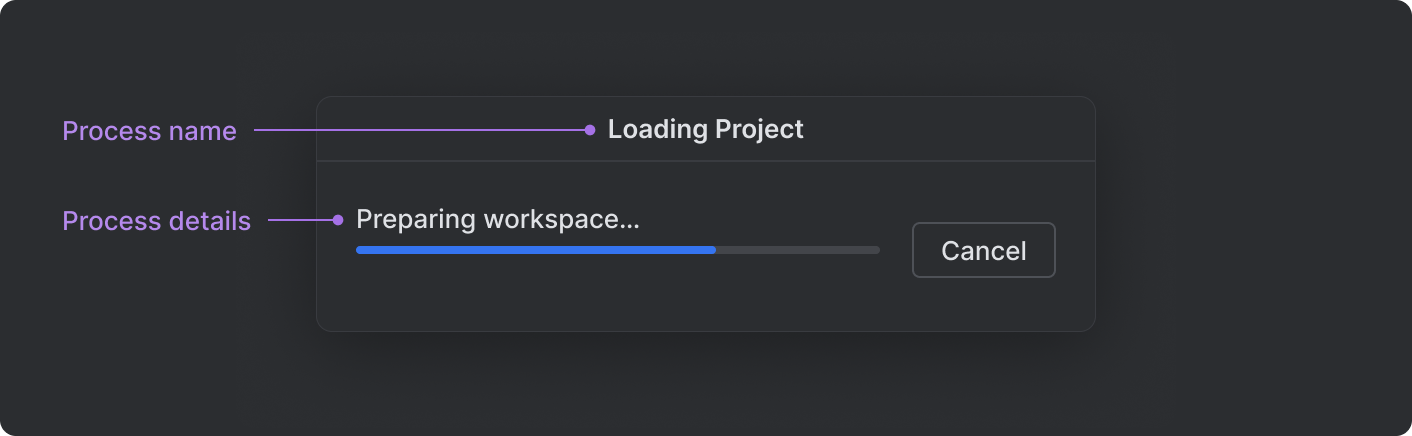 Process name
Loading Project
Process details
Preparing workspace...
Cancel